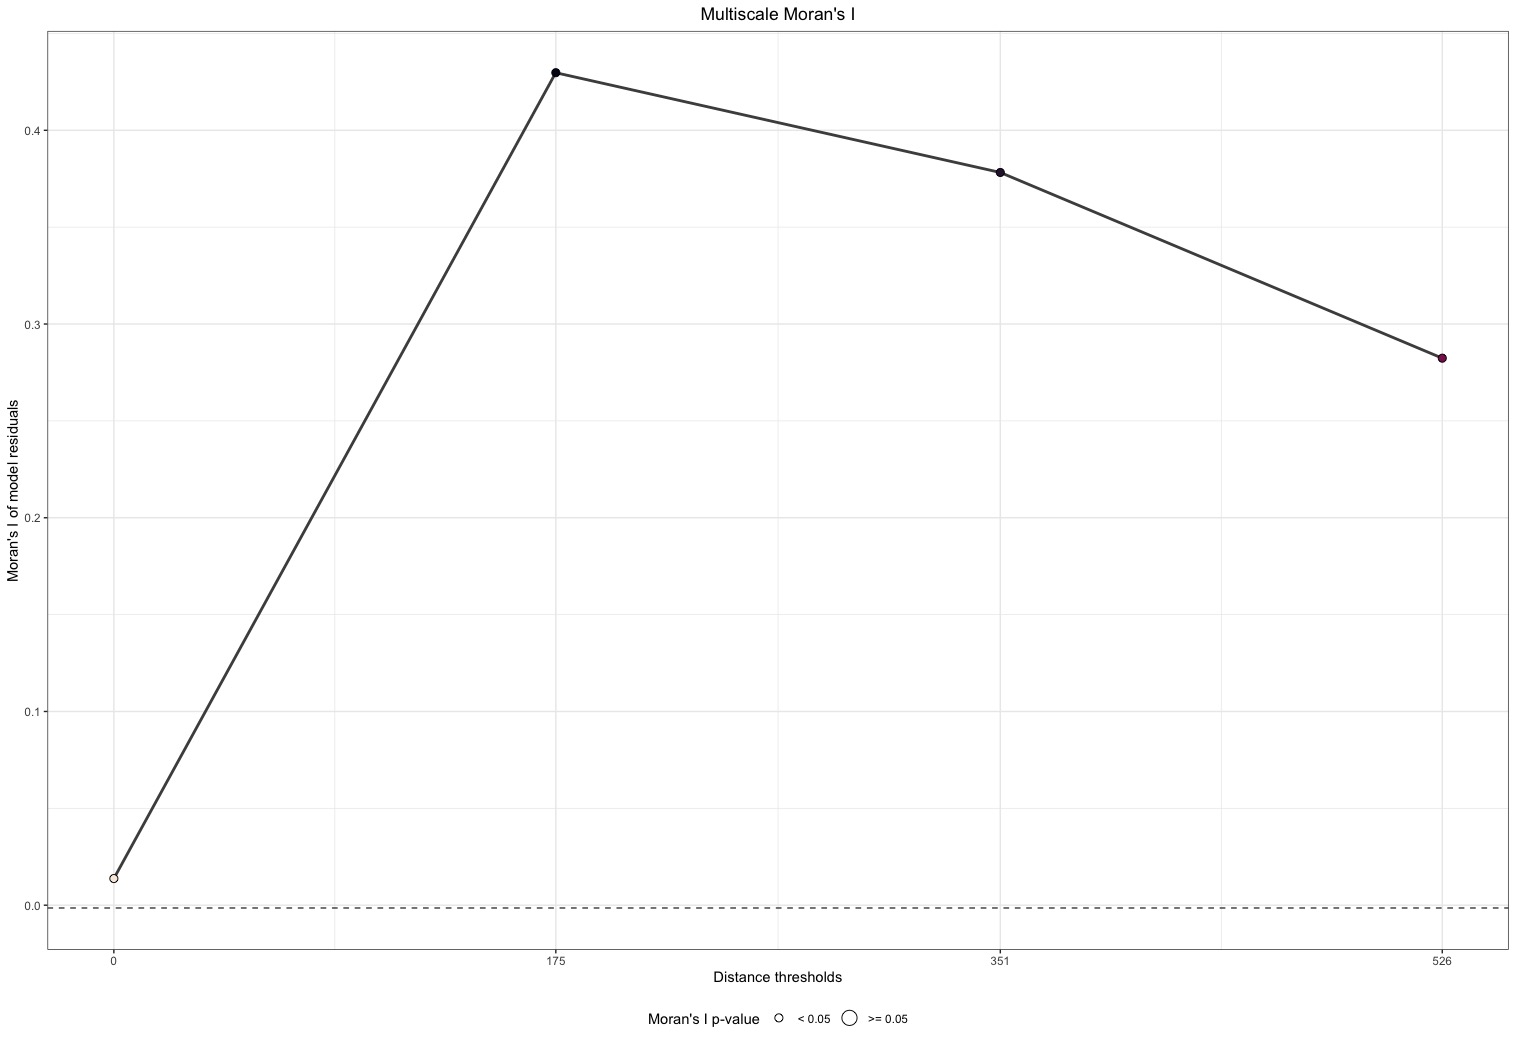 Multiscale Moran's I
0.4
0.3
0.2
0.1
0.0
Moran's I of model residuals
0 175 351 526
Distance thresholds
Moran's I p-value < 0.05 >= 0.05